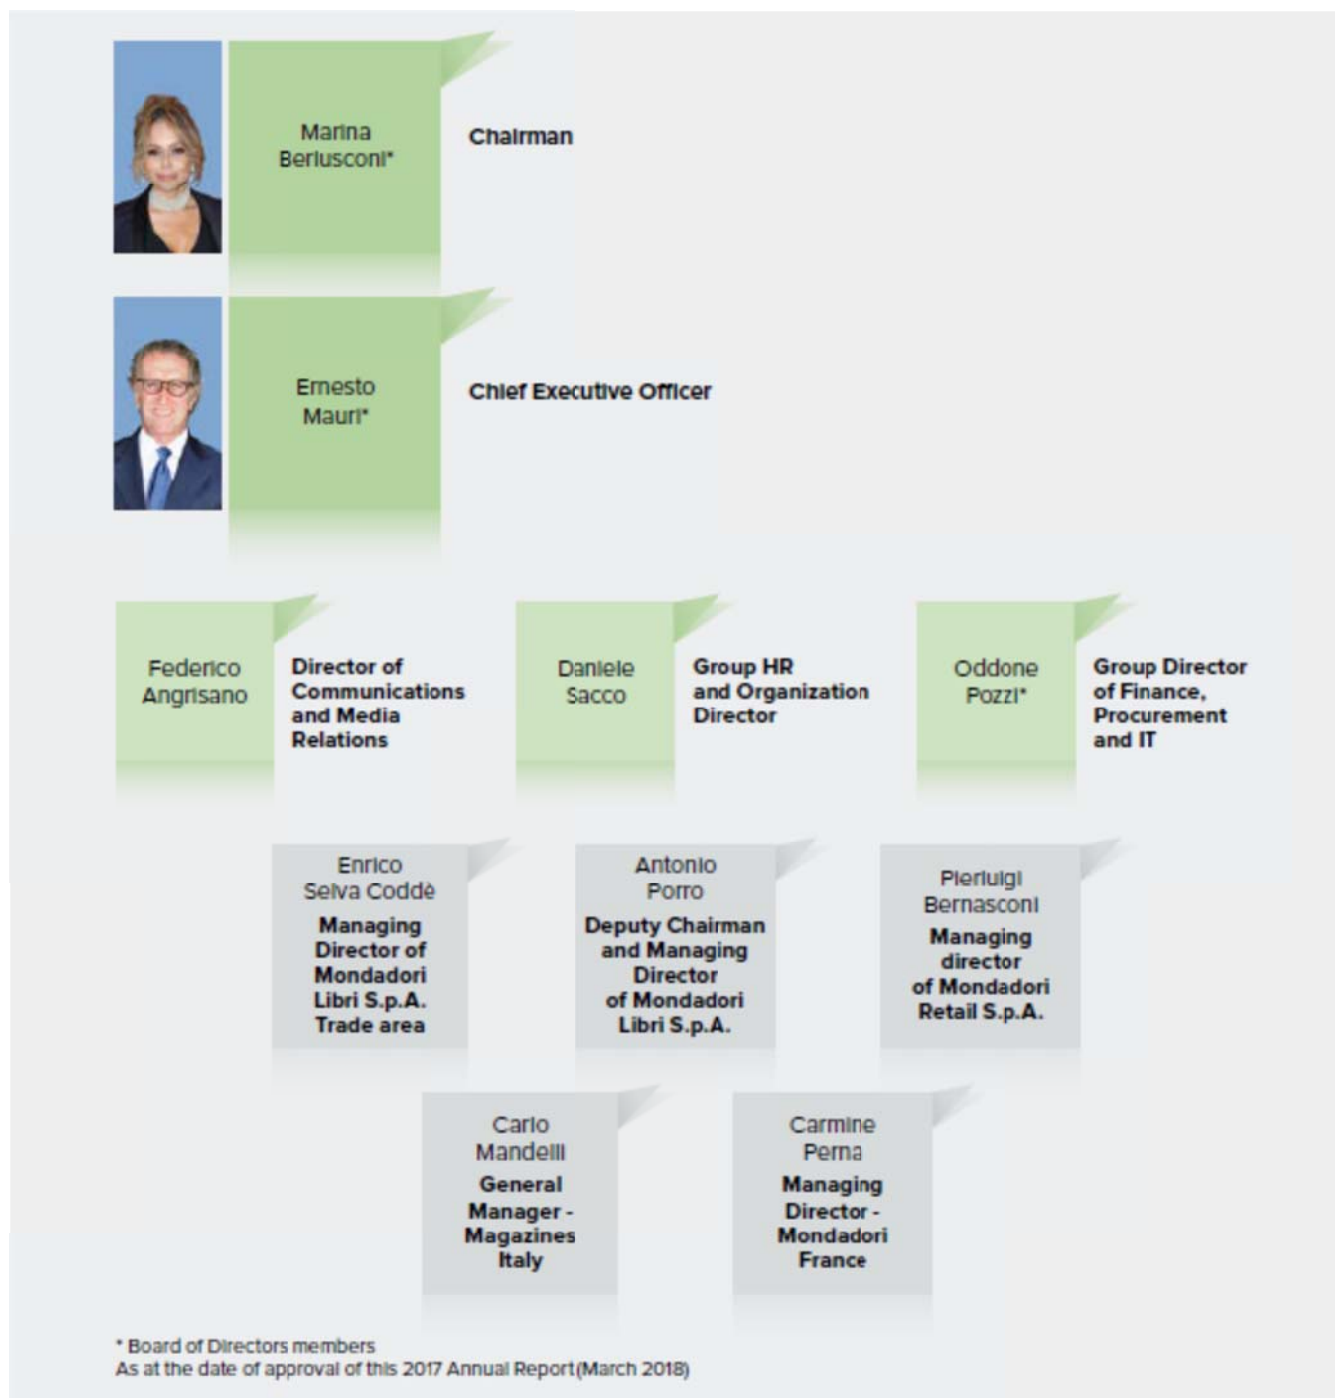 Marina
Berlusconi*
Chairman
Ernesto
Mauri*
Chief Executive Officer
Federico
Angrisano
Director of
Communications
and Media
Relations
Daniele
Sacco
Group HR
and Organization
Director
Oddone
Pozzi*
Group Director
of Finance,
Procurement
and IT
Enrico
Selva Coddè
Managing
Director of
Mondadori
Libri S.p.A.
Trade area
Antonio
Porro
Deputy Chairman
and Managing
Director
of Mondadori
Libri S.p.A.
Pierluigi
Bernasconi
Managing
director
of Mondadori
Retail S.p.A.
Carlo
Mandelli
General
Manager -
Magazines
Italy
Carmine
Perna
Managing
Director -
Mondadori
France
* Board of Directors members
As at the date of approval of this 2017 Annual Report(March 2018)